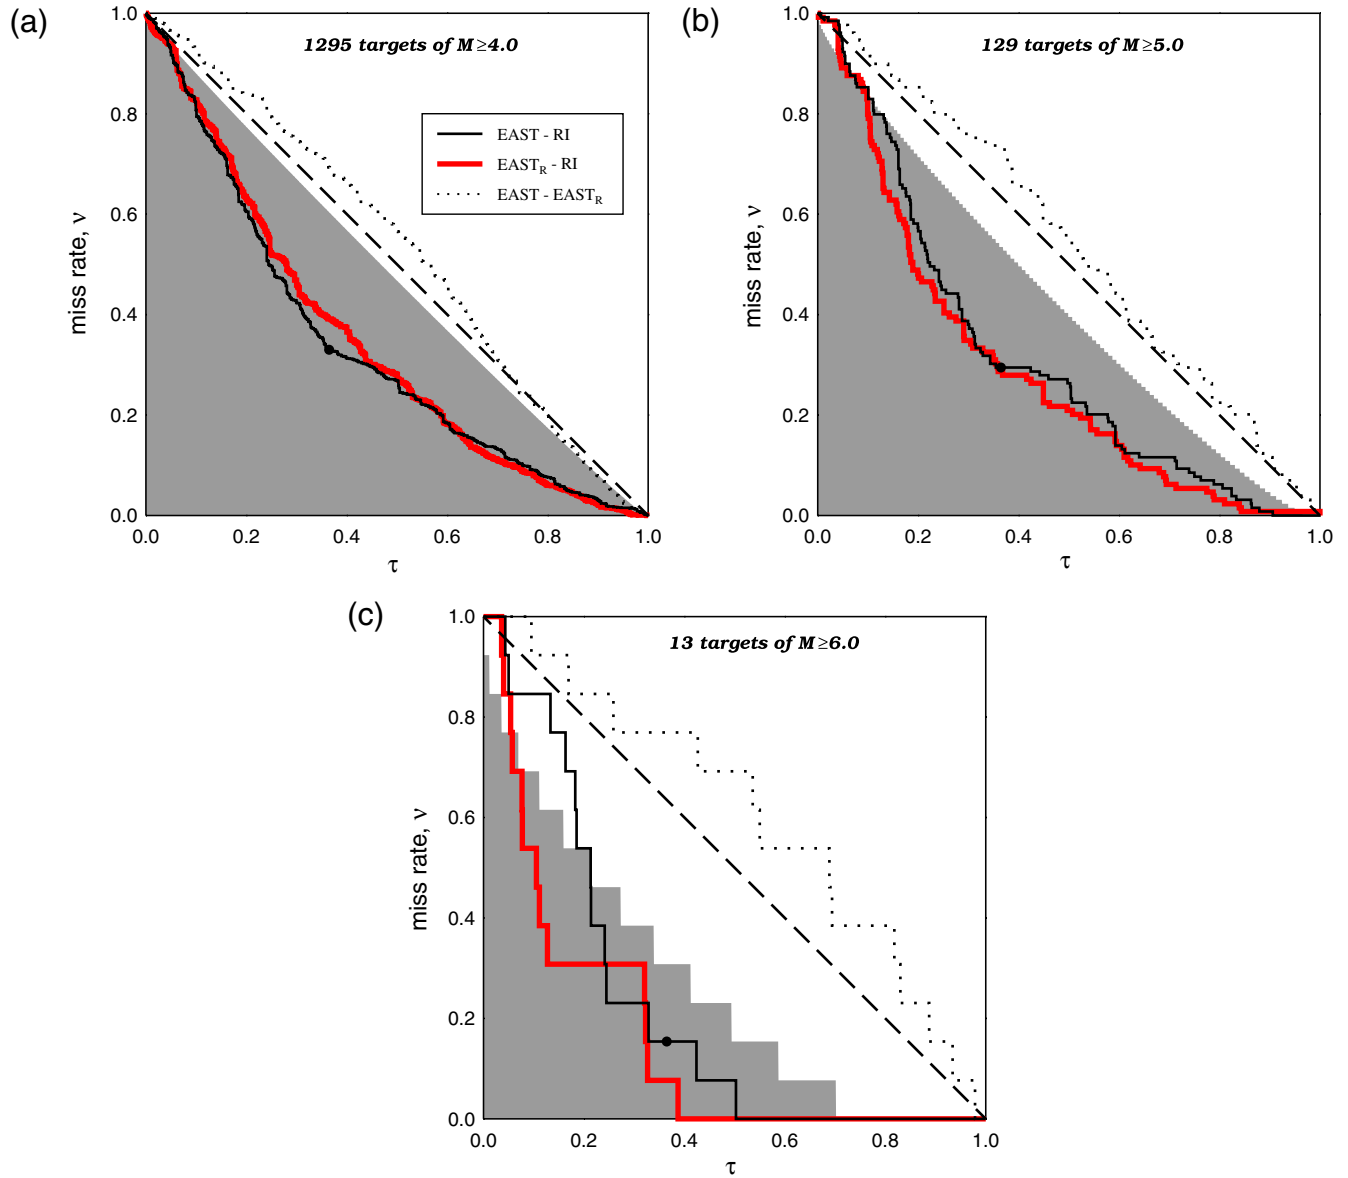 (a)
1295 targets of M≥4.0
EAST - RI
EAST_R - RI
EAST - EAST_R
miss rate, ν
1.0
0.8
0.6
0.4
0.2
0.0
0.0 0.2 0.4 0.6 0.8 1.0
τ
(b)
129 targets of M≥5.0
miss rate, ν
1.0
0.8
0.6
0.4
0.2
0.0
0.0 0.2 0.4 0.6 0.8 1.0
τ
(c)
13 targets of M≥6.0
miss rate, ν
1.0
0.8
0.6
0.4
0.2
0.0
0.0 0.2 0.4 0.6 0.8 1.0
τ